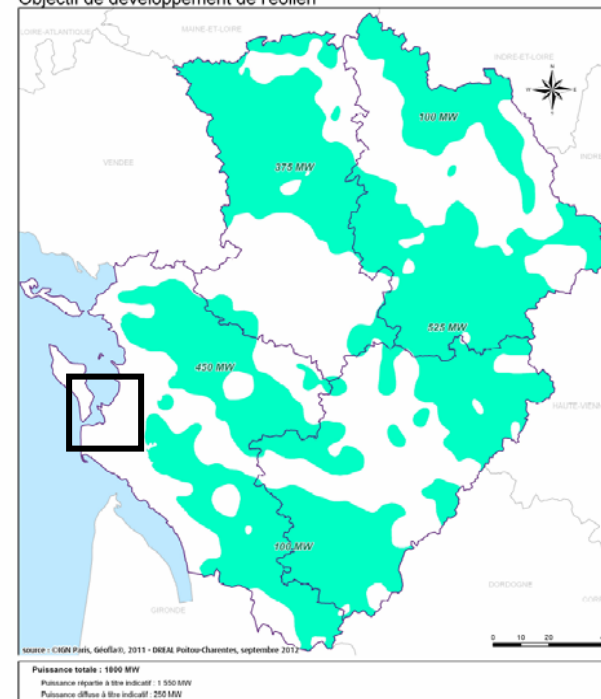 Objectif de développement de l'éolien
LOIRE-ATLANTIQUE
MAINE-ET-LOIRE
INDRE-ET-LOIRE
N
W
E
S
100 MW
INDRE
VENDEE
375 MW
525 MW
450 MW
HAUTE-VIENN
100 MW
DORDOGNE
GIRONDE
source : ©IGN Paris, Géofla®, 2011 - DREAL Poitou-Charentes, septembre 2012
0 10 20
Puissance totale : 1800 MW
Puissance répartie à titre indicatif : 1 550 MW
Puissance diffuse à titre indicatif : 250 MW